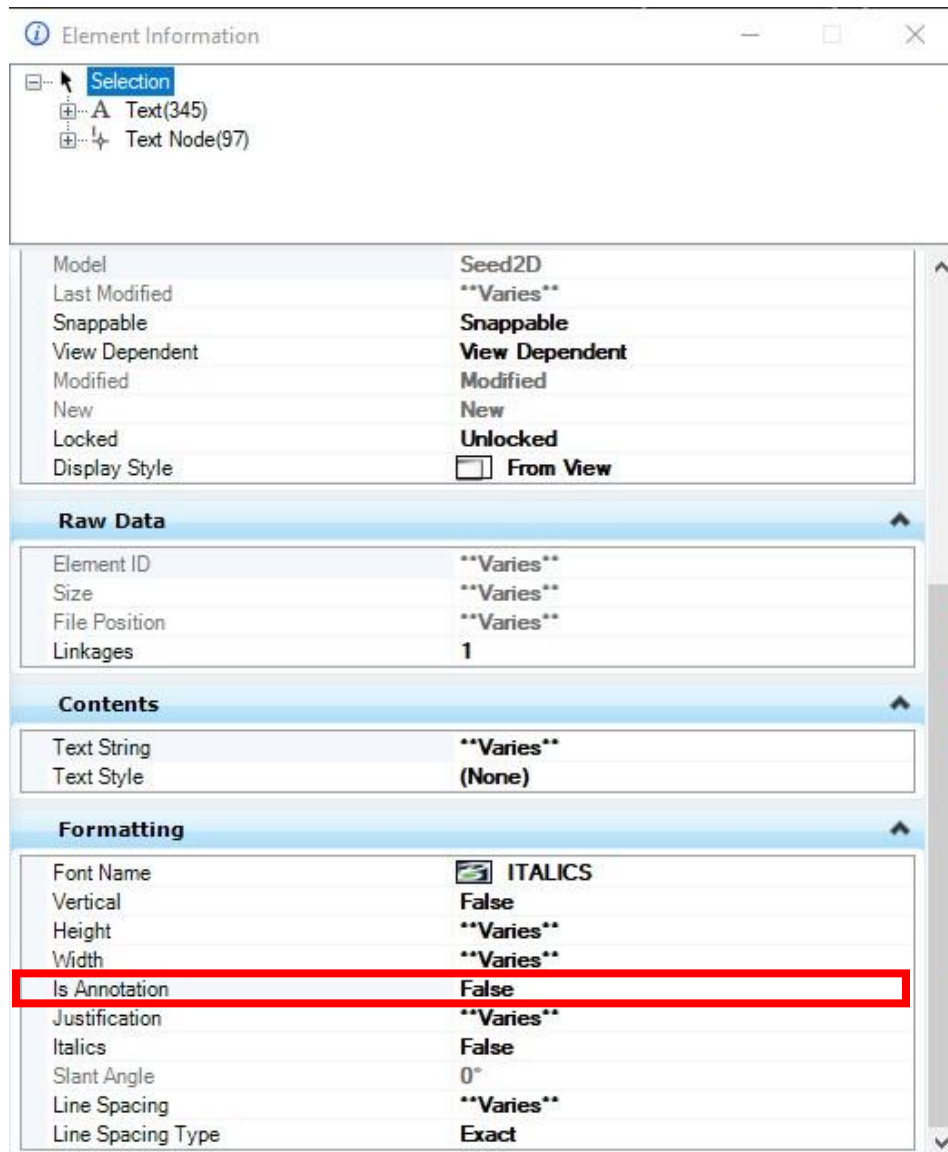 Element Information
Selection
A Text(345)
Text Node(97)
Model Seed2D
Last Modified **Varies**
Snappable Snappable
View Dependent View Dependent
Modified Modified
New New
Locked Unlocked
Display Style From View
Raw Data
Element ID **Varies**
Size **Varies**
File Position **Varies**
Linkages 1
Contents
Text String **Varies**
Text Style (None)
Formatting
Font Name ITALICS
Vertical False
Height **Varies**
Width **Varies**
Is Annotation False
Justification **Varies**
Italics False
Slant Angle 0°
Line Spacing **Varies**
Line Spacing Type Exact